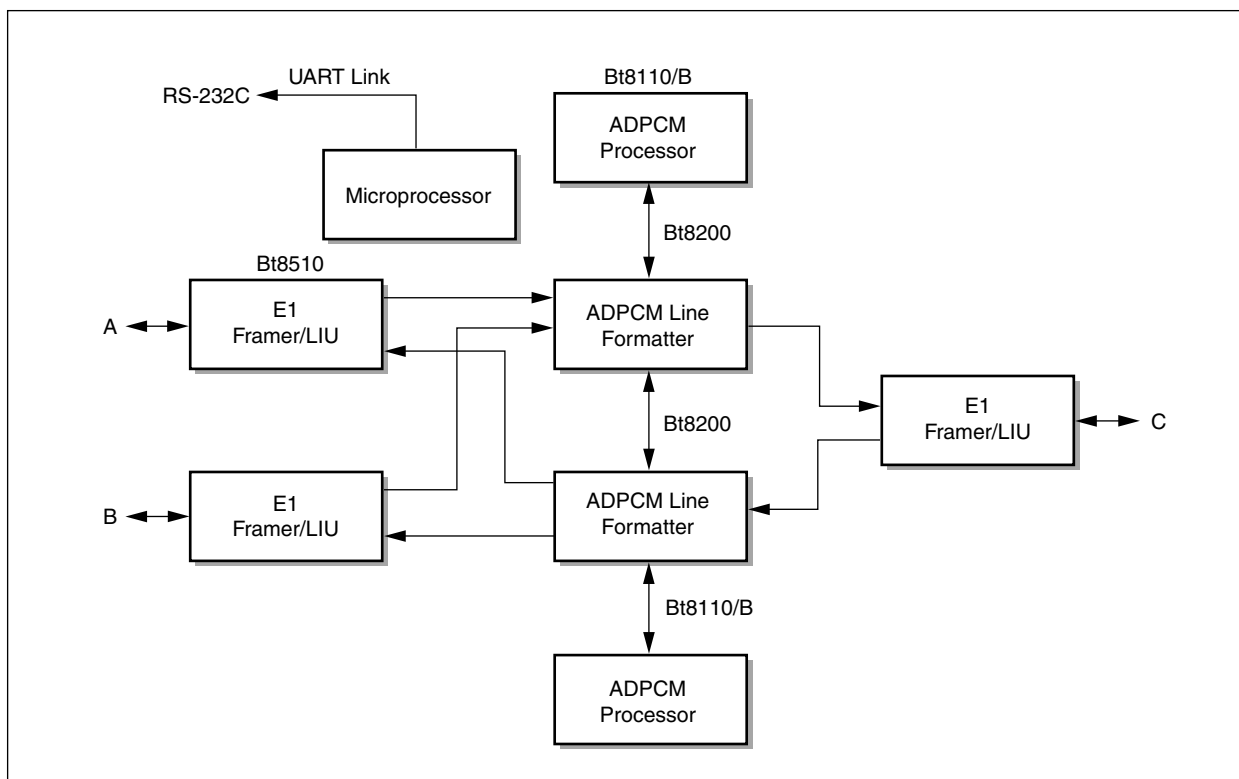 UART Link
RS-232C
Microprocessor
Bt8110/B
ADPCM
Processor
Bt8200
Bt8510
A
E1
Framer/LIU
ADPCM Line
Formatter
Bt8200
E1
Framer/LIU
C
B
E1
Framer/LIU
ADPCM Line
Formatter
Bt8110/B
ADPCM
Processor